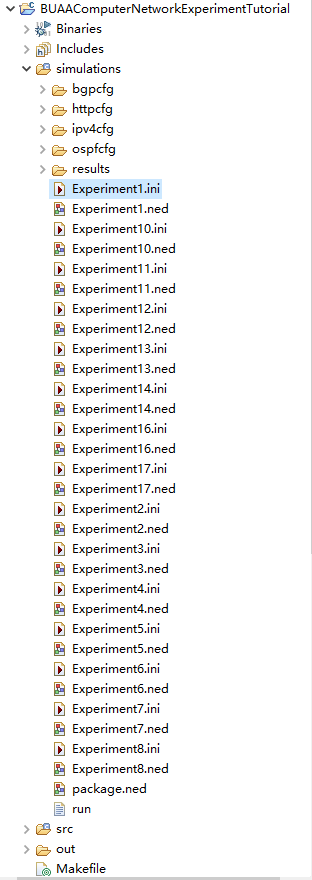 BUAAComputerNetworkExperimentTutorial
Binaries
Includes
simulations
bgpcfg
httpcfg
ipv4cfg
ospfcfg
results
Experiment1.ini
Experiment1.ned
Experiment10.ini
Experiment10.ned
Experiment11.ini
Experiment11.ned
Experiment12.ini
Experiment12.ned
Experiment13.ini
Experiment13.ned
Experiment14.ini
Experiment14.ned
Experiment16.ini
Experiment16.ned
Experiment17.ini
Experiment17.ned
Experiment2.ini
Experiment2.ned
Experiment3.ini
Experiment3.ned
Experiment4.ini
Experiment4.ned
Experiment5.ini
Experiment5.ned
Experiment6.ini
Experiment6.ned
Experiment7.ini
Experiment7.ned
Experiment8.ini
Experiment8.ned
package.ned
run
src
out
Makefile